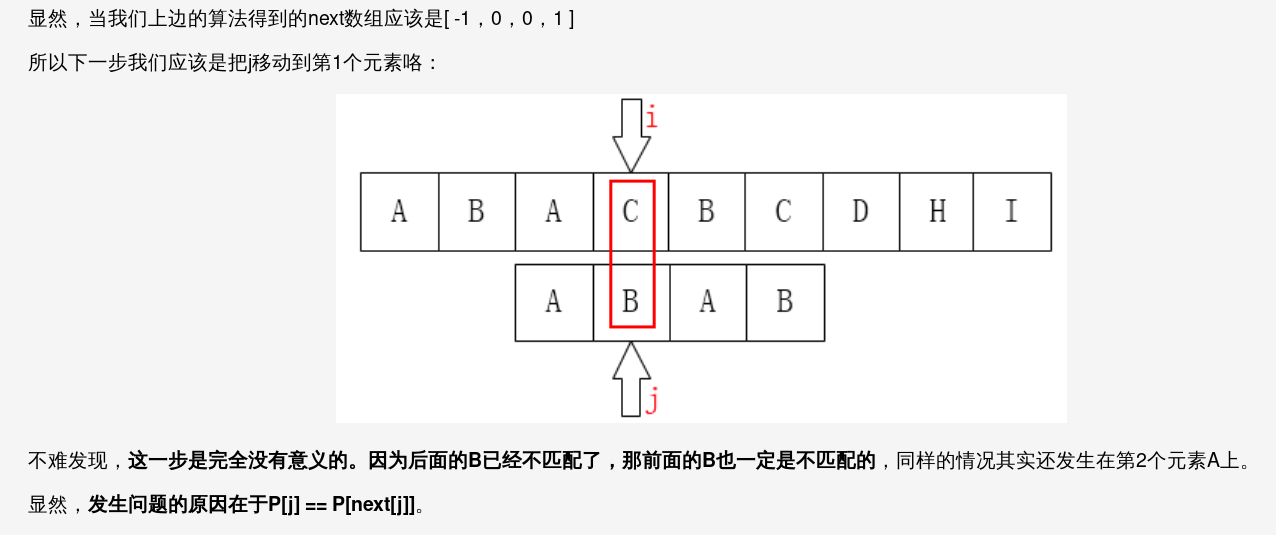 显然，当我们上边的算法得到的next数组应该是[ -1，0，0，1 ]
所以下一步我们应该是把j移动到第1个元素咯：
i
A B A C B C D H I
A B A B
j
不难发现，这一步是完全没有意义的。因为后面的B已经不匹配了，那前面的B也一定是不匹配的，同样的情况其实还发生在第2个元素A上。
显然，发生问题的原因在于P[j] == P[next[j]]。